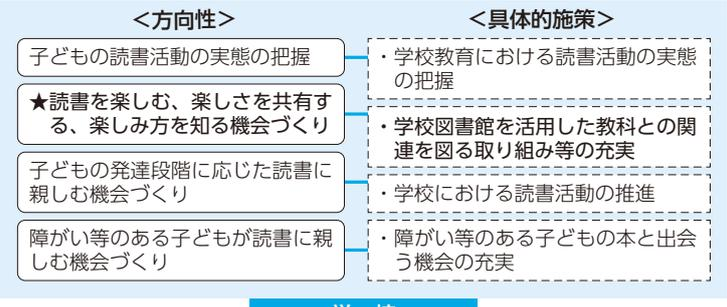 ＜方向性＞
子どもの読書活動の実態の把握
★読書を楽しむ、楽しさを共有す
る、楽しみ方を知る機会づくり
子どもの発達段階に応じた読書に
親しむ機会づくり
障がい等のある子どもが読書に親
しむ機会づくり
＜具体的施策＞
・学校教育における読書活動の実態
の把握
・学校図書館を活用した教科との関
連を図る取り組み等の充実
・学校における読書活動の推進
・障がい等のある子どもの本と出会
う機会の充実